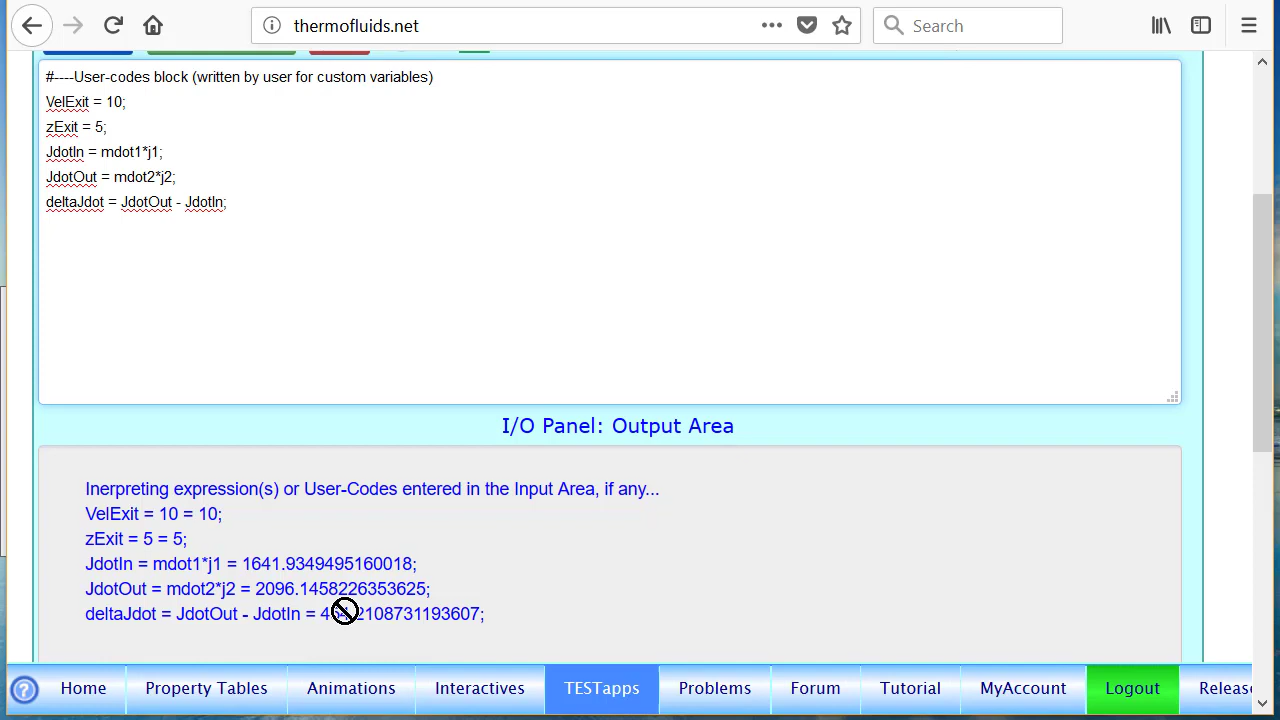 thermofluids.net
Search
#----User-codes block (written by user for custom variables)
VelExit = 10;
zExit = 5;
JdotIn = mdot1*j1;
JdotOut = mdot2*j2;
deltaJdot = JdotOut - JdotIn;
I/O Panel: Output Area
Inerpreting expression(s) or User-Codes entered in the Input Area, if any...
VelExit = 10 = 10;
zExit = 5 = 5;
JdotIn = mdot1*j1 = 1641.9349495160018;
JdotOut = mdot2*j2 = 2096.1458226353625;
deltaJdot = JdotOut - JdotIn =
Home Property Tables Animations Interactives TESTapps Problems Forum Tutorial MyAccount Logout